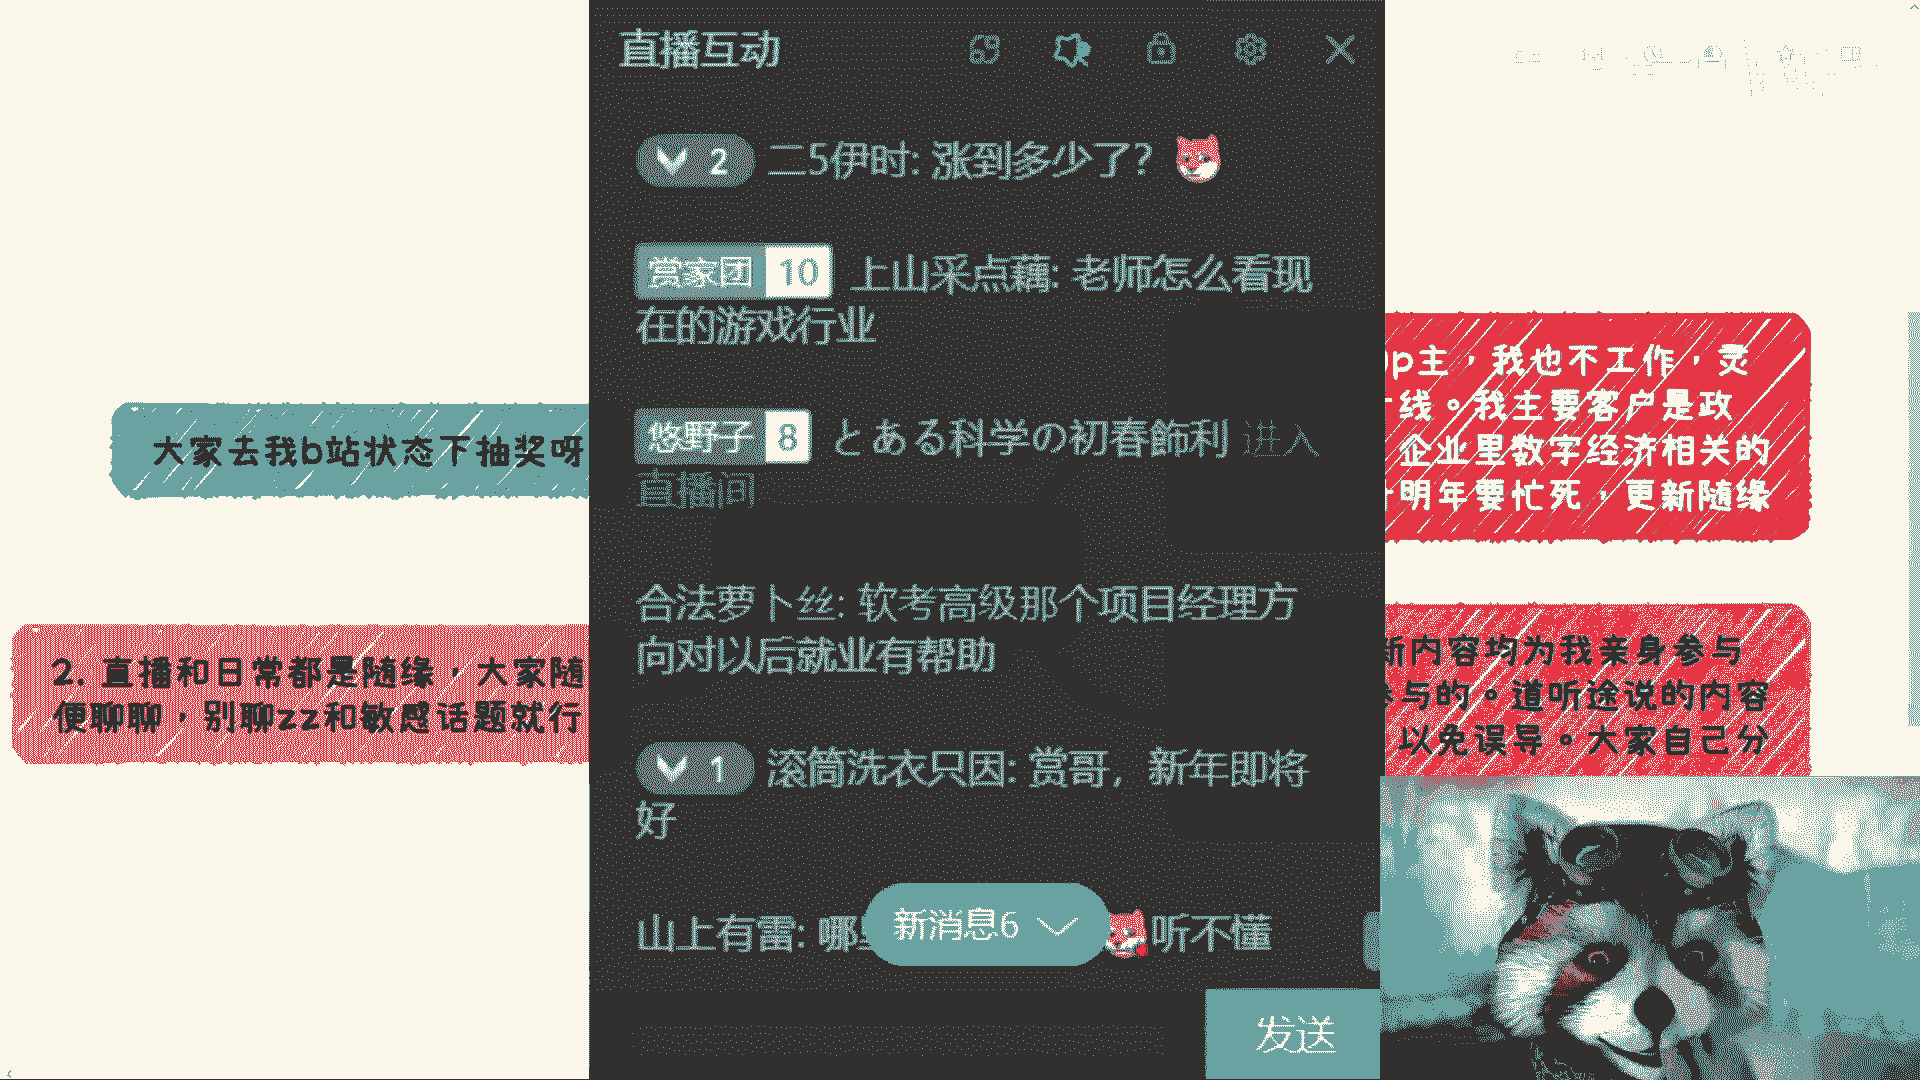 直播互动
2 二5伊时: 涨到多少了？
赏家团 10 上山采点藕: 老师怎么看现
在的游戏行业
悠野子 8 とある科学の初春飾利 进入
直播间
合法萝卜丝: 软考高级那个项目经理方
向对以后就业有帮助
1 滚筒洗衣只因: 赏哥，新年即将
好
山上有雷: 听不懂
新消息6
发送
大家去我b站状态下抽奖呀
2. 直播和日常都是随缘，大家随
便聊聊，别聊zz和敏感话题就行
p主，我也不工作，灵
线。我主要客户是政
企业里数字经济相关的
明年要忙死，更新随缘
新内容均为我亲身参与
参与的。道听途说的内容
以免误导。大家自己分